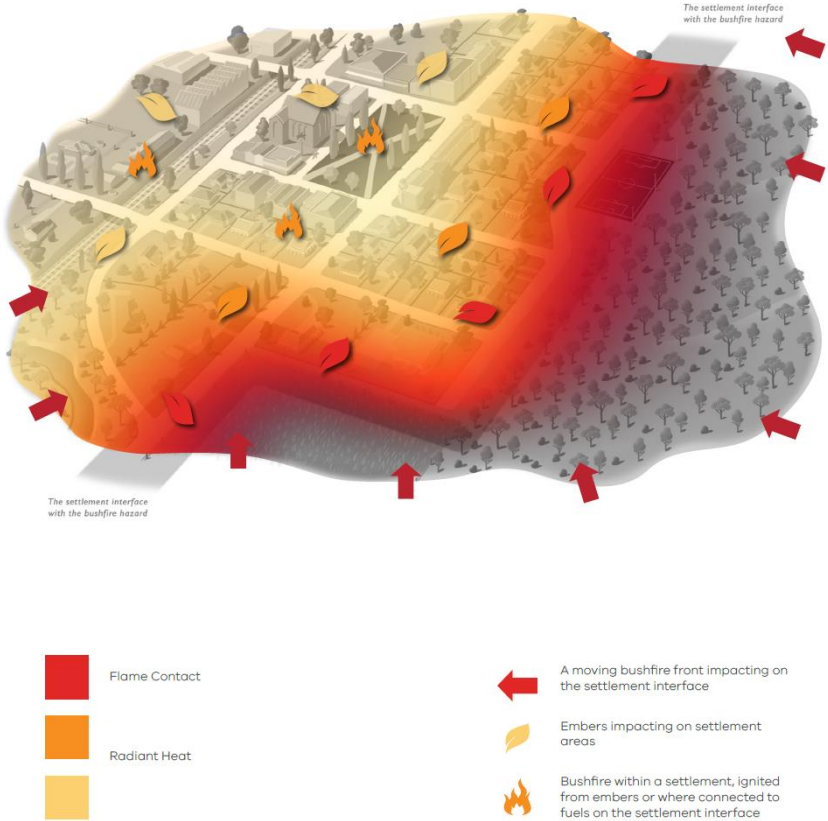 The settlement interface
with the bushfire hazard
The settlement interface
with the bushfire hazard
Flame Contact
Radiant Heat
A moving bushfire front impacting on
the settlement interface
Embers impacting on settlement
areas
Bushfire within a settlement, ignited
from embers or where connected to
fuels on the settlement interface